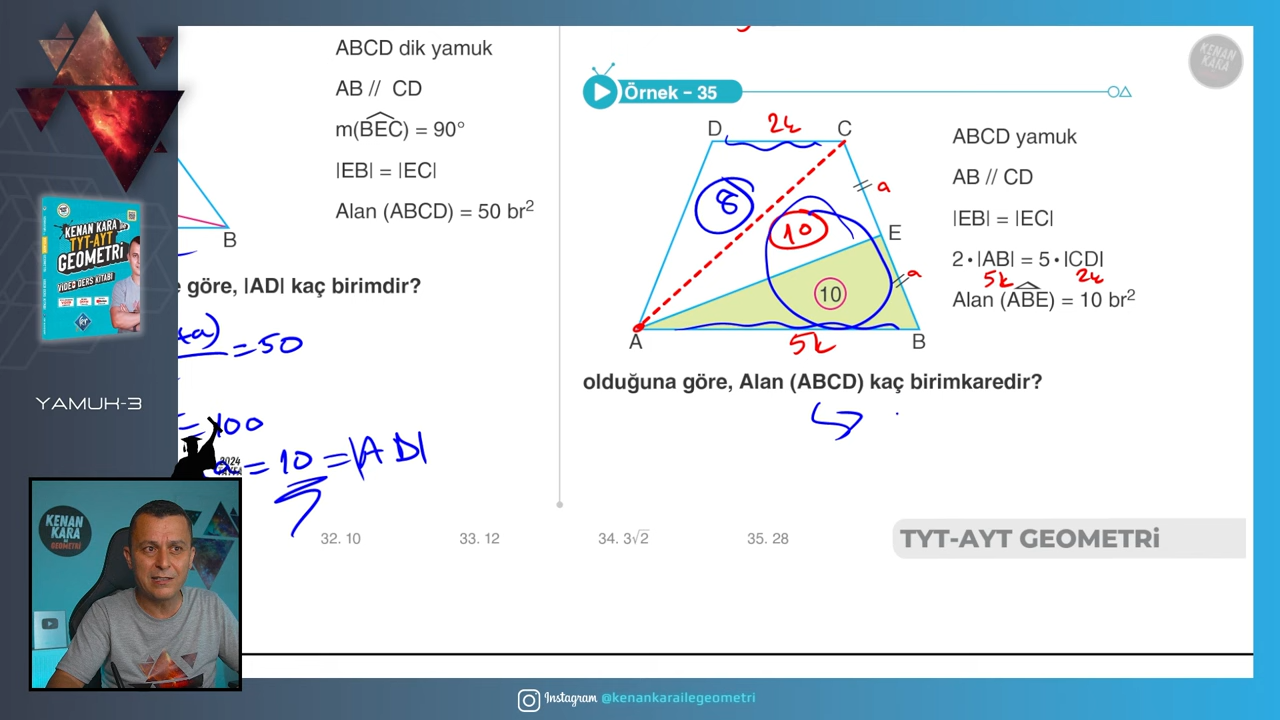 ABCD dik yamuk
AB // CD
m(BEC) = 90°
|EB| = |EC|
Alan (ABCD) = 50 br²
B
e göre, |AD| kaç birimdir?
+a)
=50
=100
a = 10 = |AD|
2024
Örnek – 35
D
2k
C
8
10
a
E
a
10
A
5k
B
ABCD yamuk
AB // CD
|EB| = |EC|
2 • |AB| = 5 • |CD|
5k 2k
Alan (ABE) = 10 br²
olduğuna göre, Alan (ABCD) kaç birimkaredir?
32. 10
33. 12
34. 3√2
35. 28
TYT-AYT GEOMETRİ
KENAN KARA
KENAN KARA
TYT-AYT
GEOMETRİ
VİDEO DERS KİTABI
YAMUK-3
KENAN
KARA
GEOMETRİ
Instagram @kenankarailegeometri